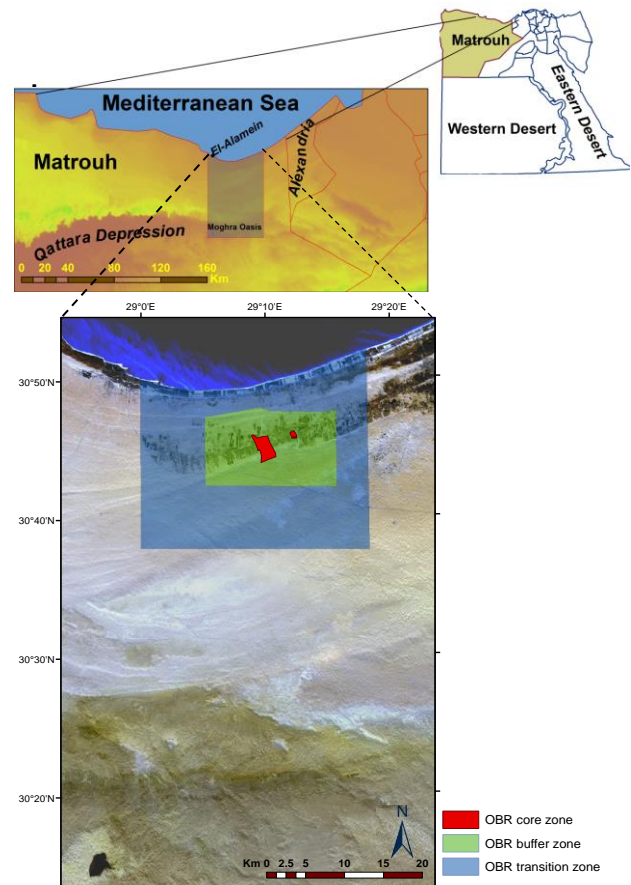 Matrouh
Eastern Desert
Western Desert
Mediterranean Sea
El-Alamein
Matrouh
Alexandria
Moghra Oasis
Qattara Depression
0 20 40 80 120 160
Km
29°0'E 29°10'E 29°20'E
30°50'N
30°40'N
30°30'N
30°20'N
N
Km 0 2.5 5 10 15 20
OBR core zone
OBR buffer zone
OBR transition zone